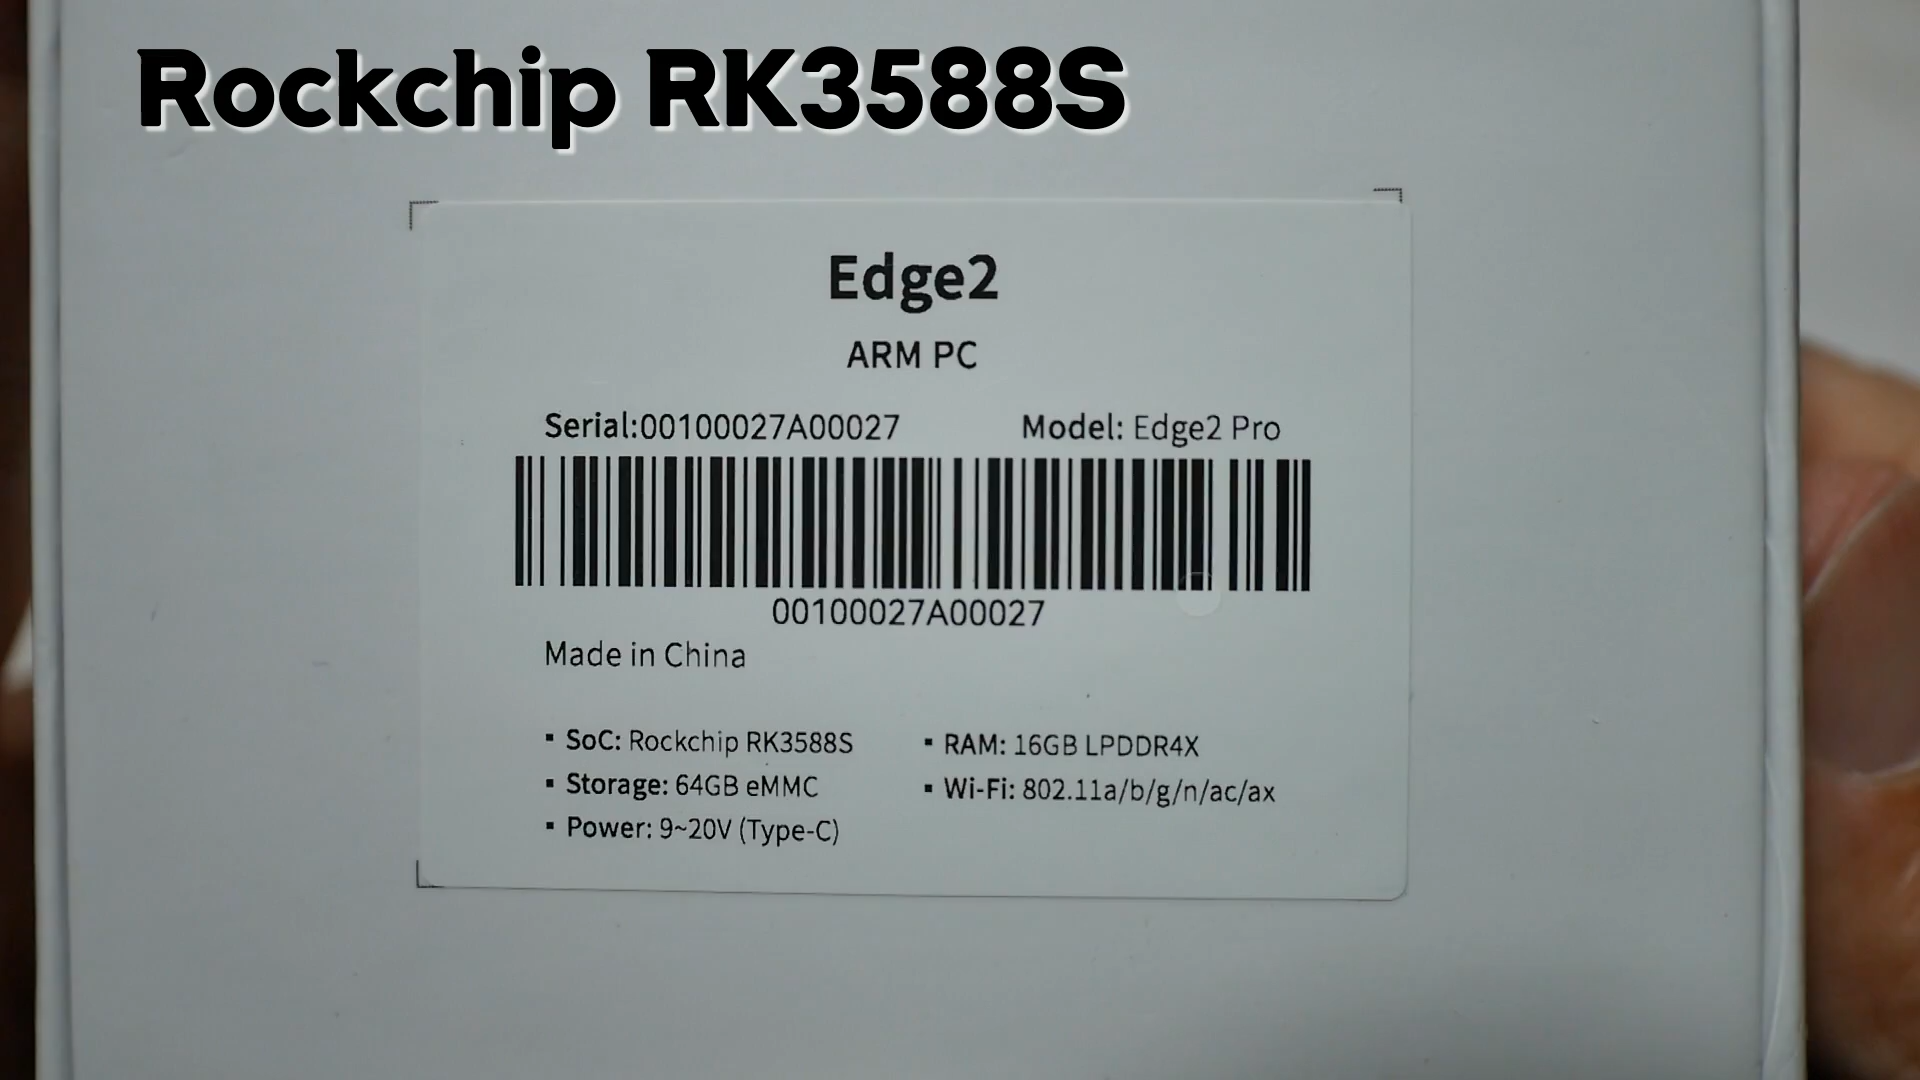 Rockchip RK3588S
Edge2
ARM PC
Serial:00100027A00027 Model: Edge2 Pro
00100027A00027
Made in China
▪ SoC: Rockchip RK3588S ▪ RAM: 16GB LPDDR4X
▪ Storage: 64GB eMMC ▪ Wi-Fi: 802.11a/b/g/n/ac/ax
▪ Power: 9~20V (Type-C)